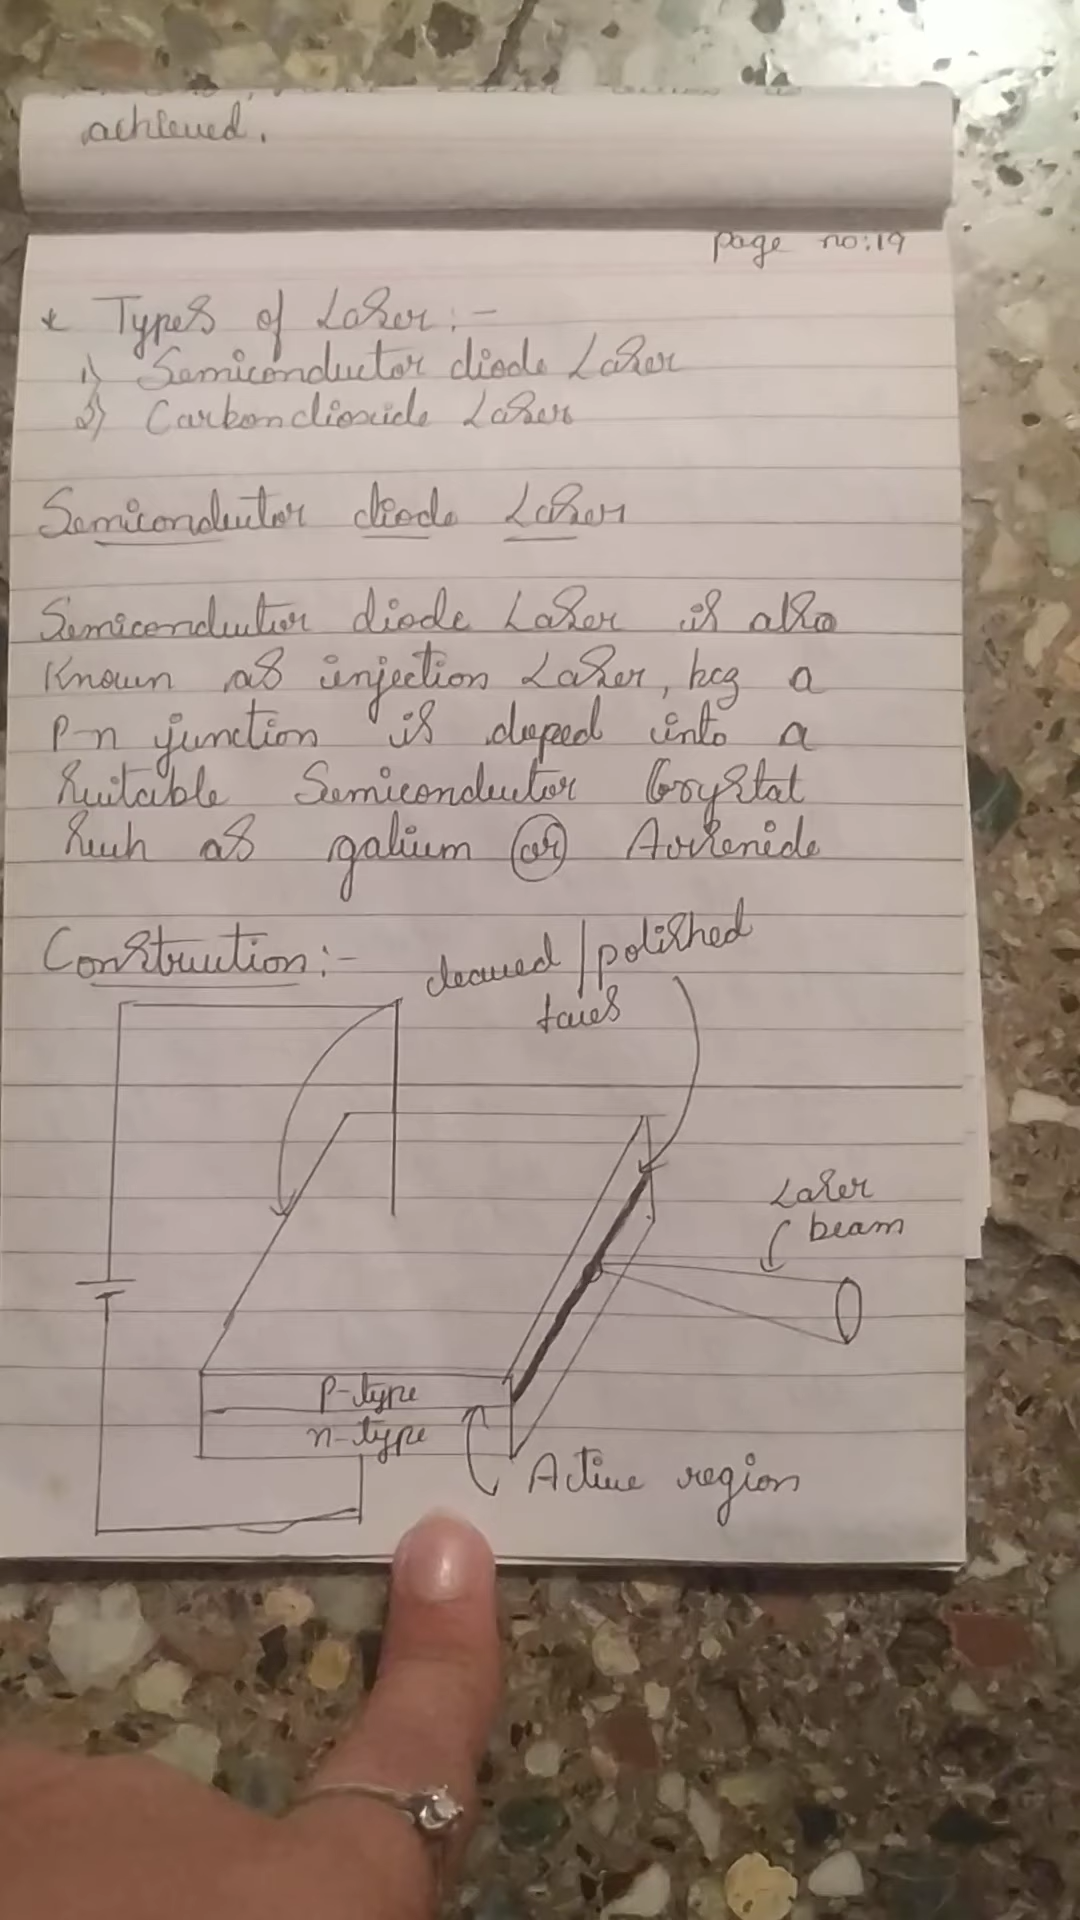 achieved.
page no:19
* Types of Laser:-
1) Semiconductor diode Laser
2) Carbondioxide Laser
Semiconductor diode Laser
Semiconductor diode Laser is also
Known as injection Laser, bcz a
P-n junction is doped into a
Suitable Semiconductor Crystal
Such as galium or Arsenide
Construction:-
cleaved/polished
faces
Laser
beam
P-type
n-type
Active region